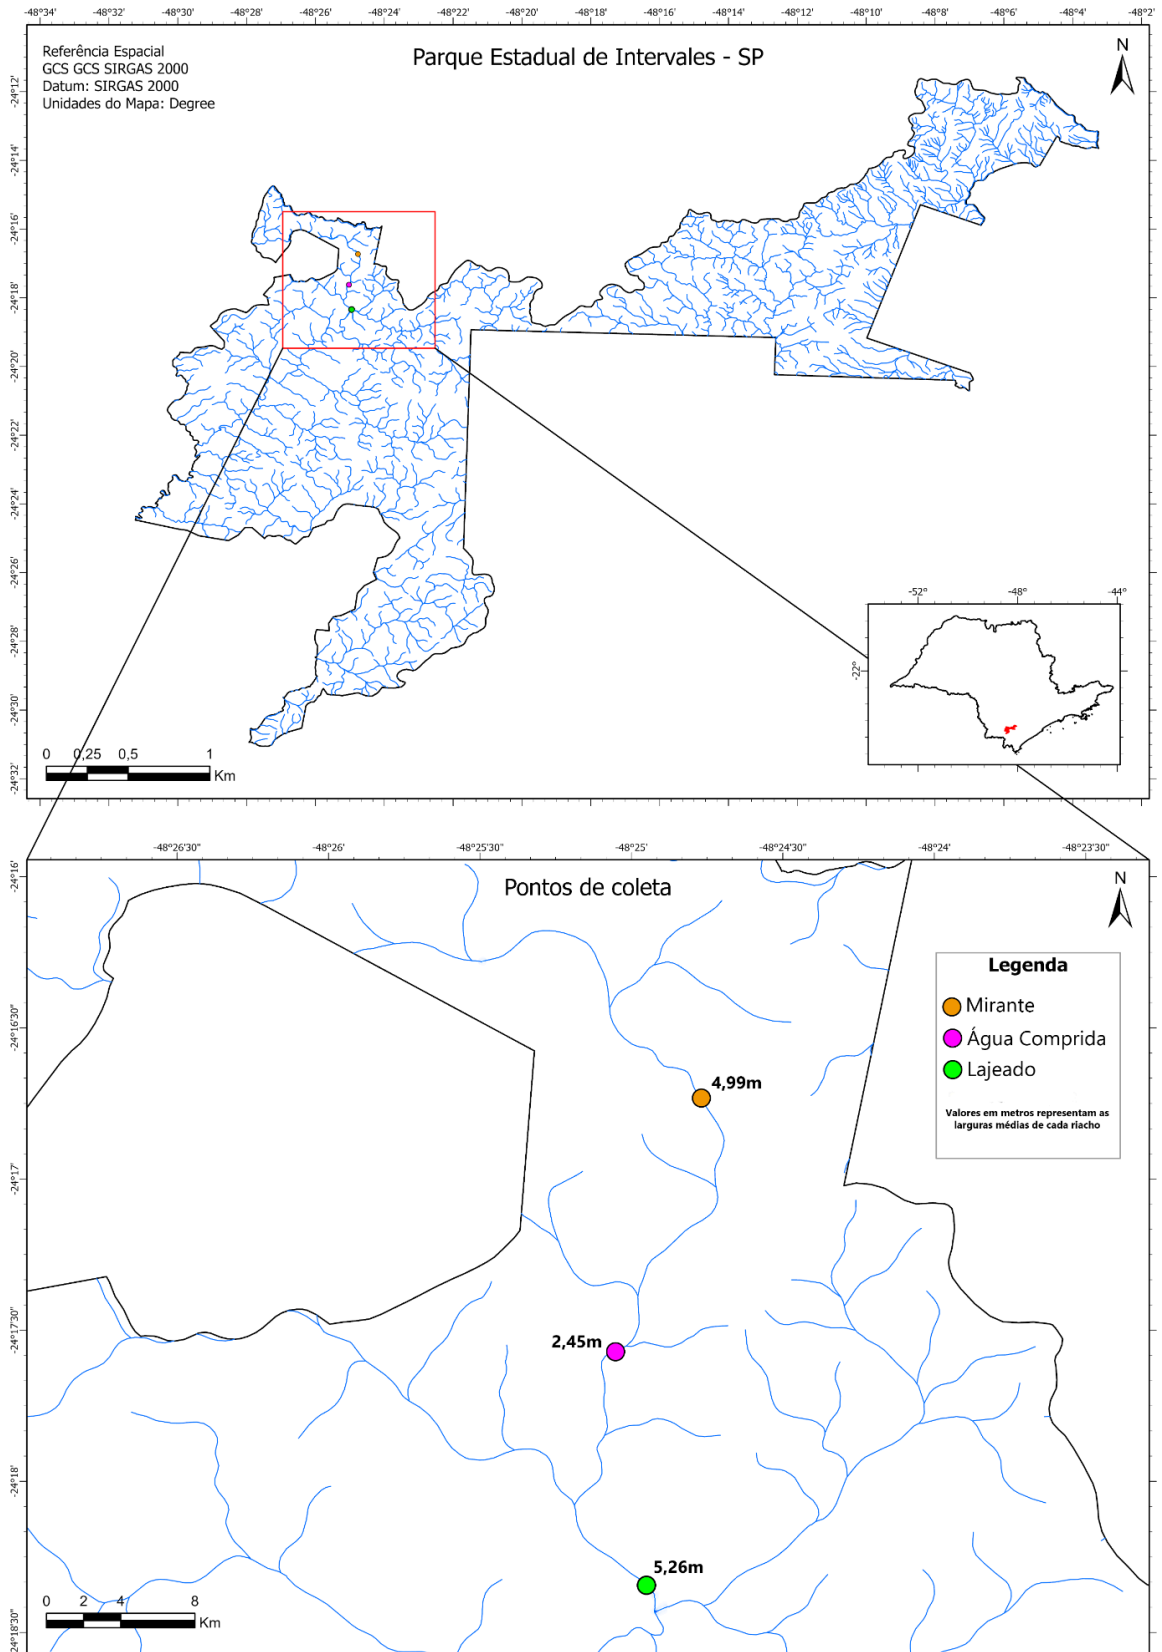 -48°34' -48°32' -48°30' -48°28' -48°26' -48°24' -48°22' -48°20' -48°18' -48°16' -48°14' -48°12' -48°10' -48°8' -48°6' -48°4' -48°2'
Referência Espacial
GCS GCS SIRGAS 2000
Datum: SIRGAS 2000
Unidades do Mapa: Degree
Parque Estadual de Intervales - SP
N
-24°12'
-24°14'
-24°16'
-24°18'
-24°20'
-24°22'
-24°24'
-24°26'
-24°28'
-24°30'
-24°32'
-52° -48° -44°
-22°
0 0,25 0,5 1
Km
-48°26'30" -48°26' -48°25'30" -48°25' -48°24'30" -48°24' -48°23'30"
Pontos de coleta
N
-24°16'
-24°16'30"
-24°17'
-24°17'30"
-24°18'
-24°18'30"
Legenda
Mirante
Água Comprida
Lajeado
Valores em metros representam as
larguras médias de cada riacho
4,99m
2,45m
5,26m
0 2 4 8
Km